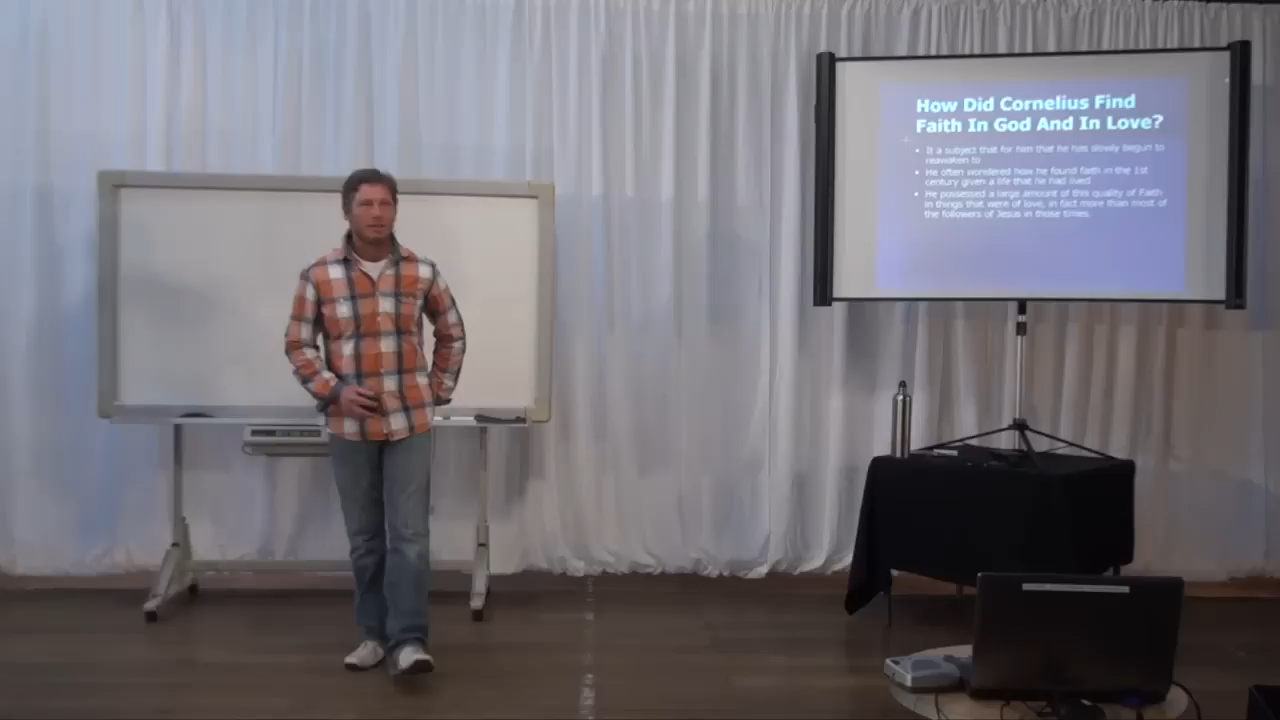 How Did Cornelius Find
Faith In God And In Love?
• It a subject that for him that he has slowly begun to
reawaken to
• He often wondered how he found faith in the 1st
century given a life that he had lived
• He possessed a large amount of this quality of Faith
in things that were of love, in fact more than most of
the followers of Jesus in those times.